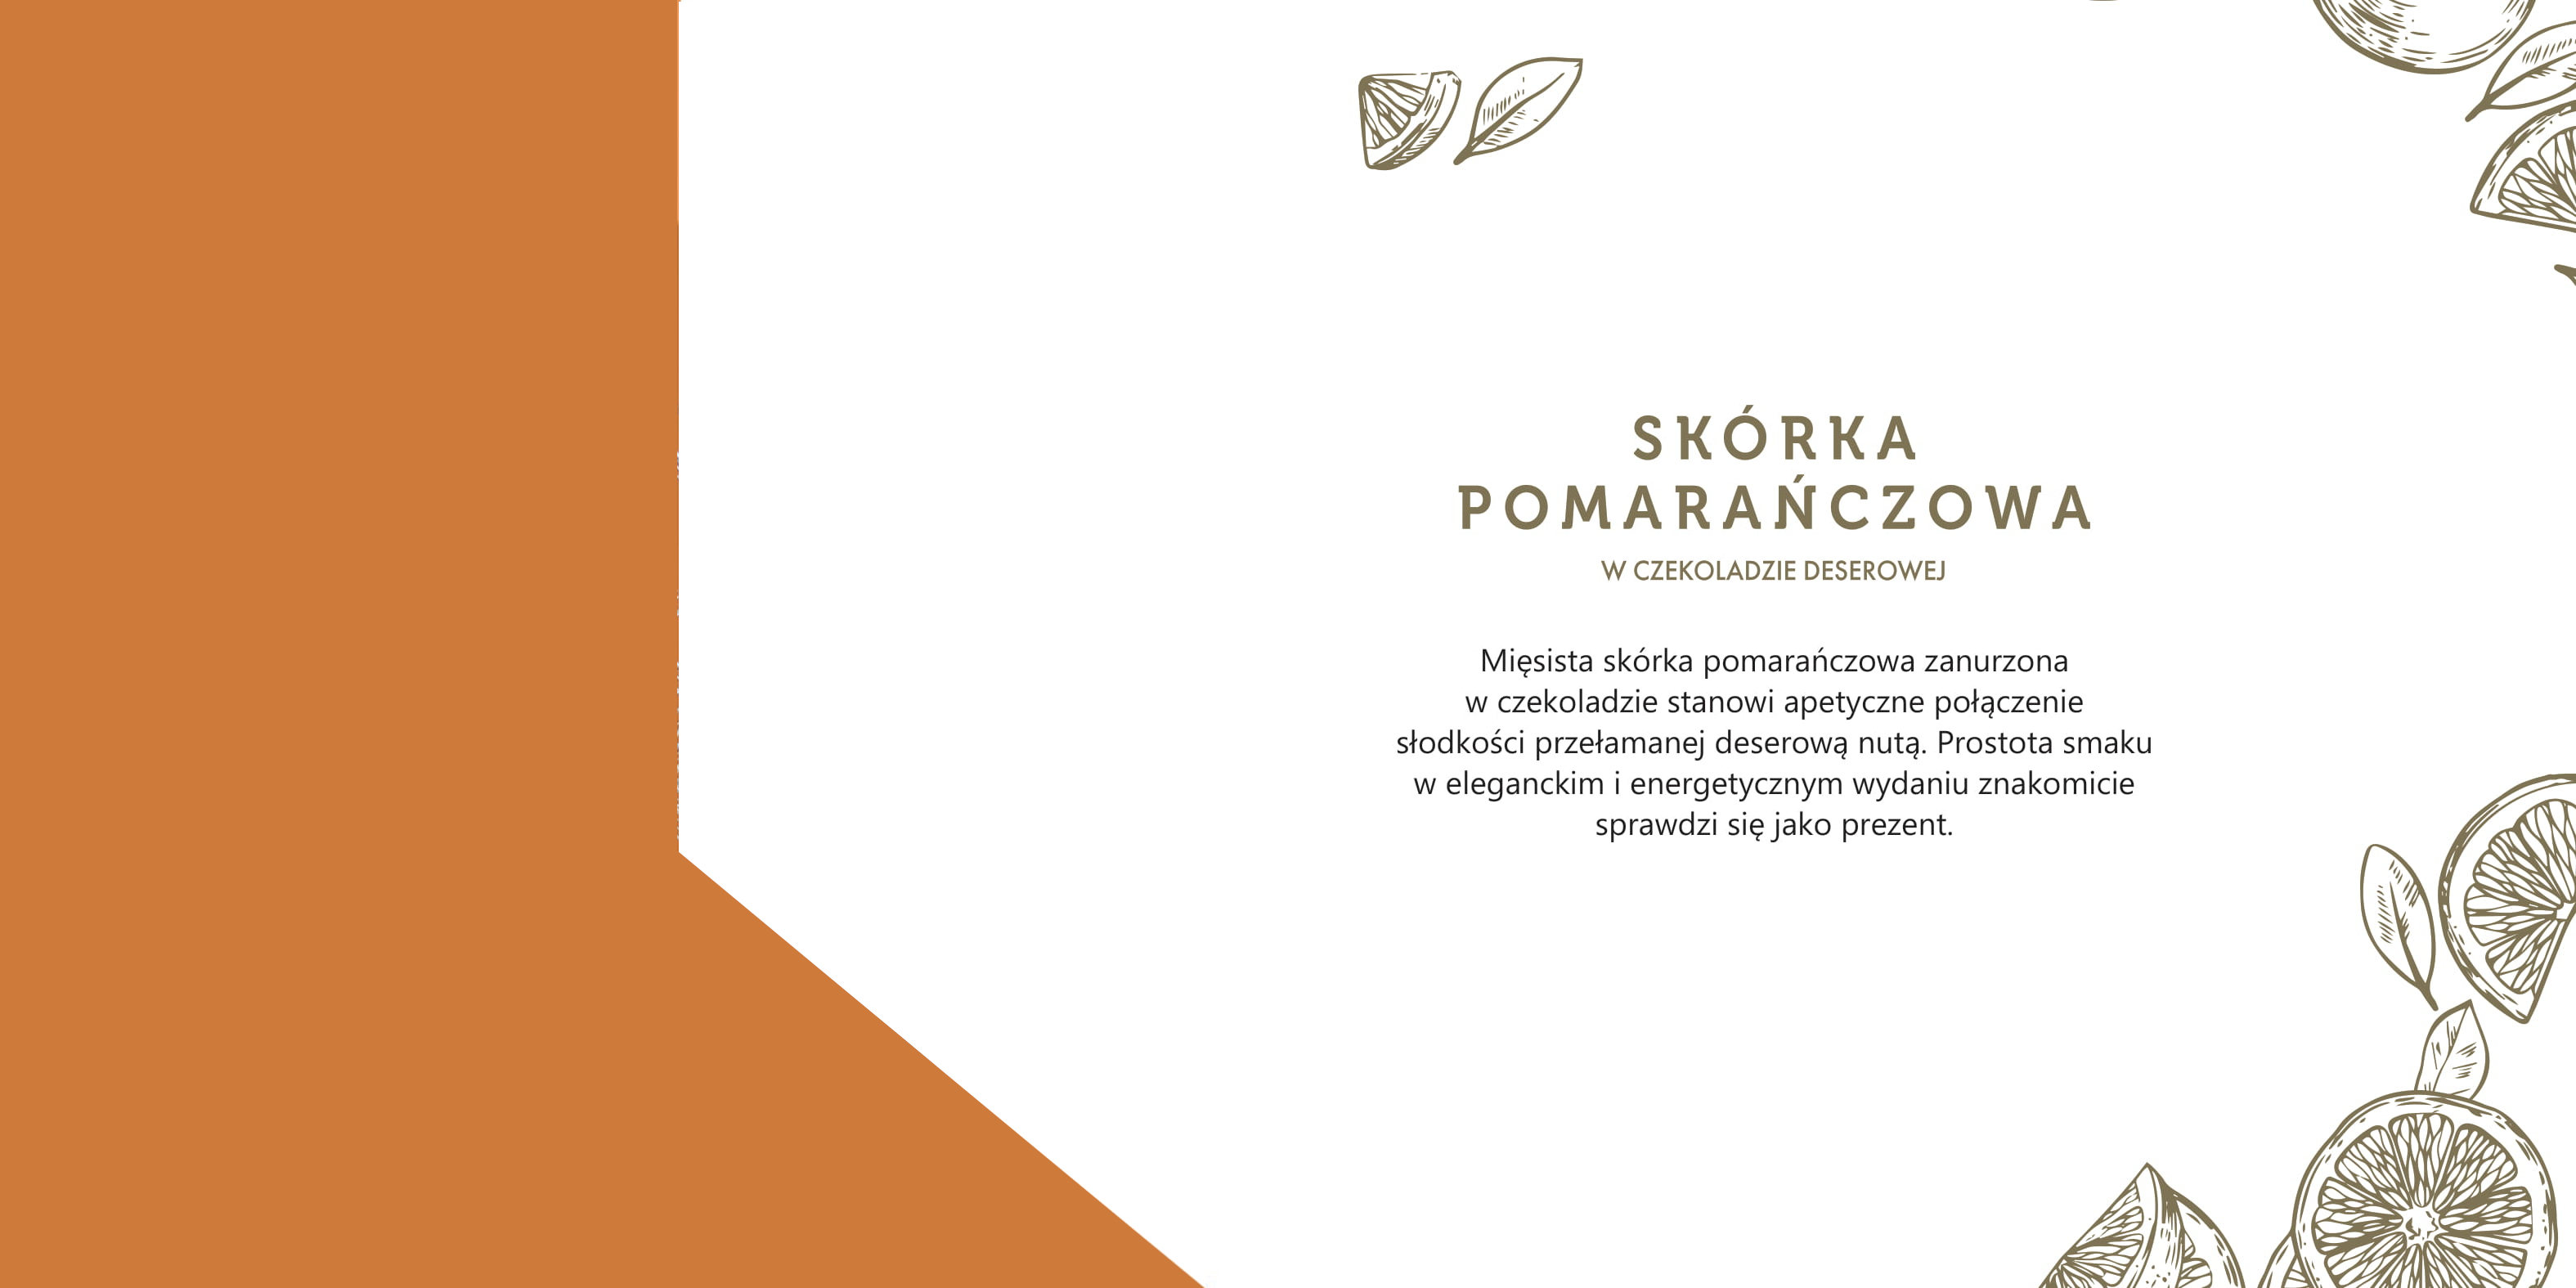 SKÓRKA
POMARAŃCZOWA
W CZEKOLADZIE DESEROWEJ
Mięsista skórka pomarańczowa zanurzona
w czekoladzie stanowi apetyczne połączenie
słodkości przełamanej deserową nutą. Prostota smaku
w eleganckim i energetycznym wydaniu znakomicie
sprawdzi się jako prezent.